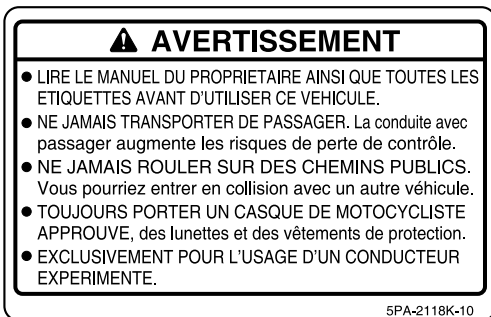 ⚠ AVERTISSEMENT
● LIRE LE MANUEL DU PROPRIETAIRE AINSI QUE TOUTES LES
ETIQUETTES AVANT D'UTILISER CE VEHICULE.
● NE JAMAIS TRANSPORTER DE PASSAGER. La conduite avec
passager augmente les risques de perte de contrôle.
● NE JAMAIS ROULER SUR DES CHEMINS PUBLICS.
Vous pourriez entrer en collision avec un autre véhicule.
● TOUJOURS PORTER UN CASQUE DE MOTOCYCLISTE
APPROUVE, des lunettes et des vêtements de protection.
● EXCLUSIVEMENT POUR L'USAGE D'UN CONDUCTEUR
EXPERIMENTE.
5PA-2118K-10